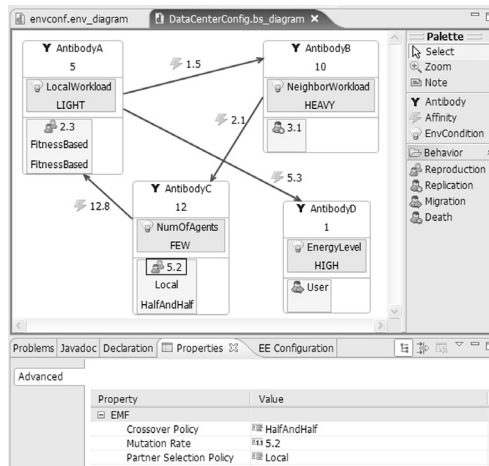 envconf.env_diagram
DataCenterConfig.bs_diagram
AntibodyA
5
LocalWorkload
LIGHT
2.3
FitnessBased
FitnessBased
1.5
AntibodyB
10
NeighborWorkload
HEAVY
3.1
2.1
5.3
12.8
AntibodyC
12
NumOfAgents
FEW
5.2
Local
HalfAndHalf
AntibodyD
1
EnergyLevel
HIGH
User
Palette
Select
Zoom
Note
Antibody
Affinity
EnvCondition
Behavior
Reproduction
Replication
Migration
Death
Problems Javadoc Declaration Properties EE Configuration
Advanced
Property Value
EMF
Crossover Policy HalfAndHalf
Mutation Rate 5.2
Partner Selection Policy Local